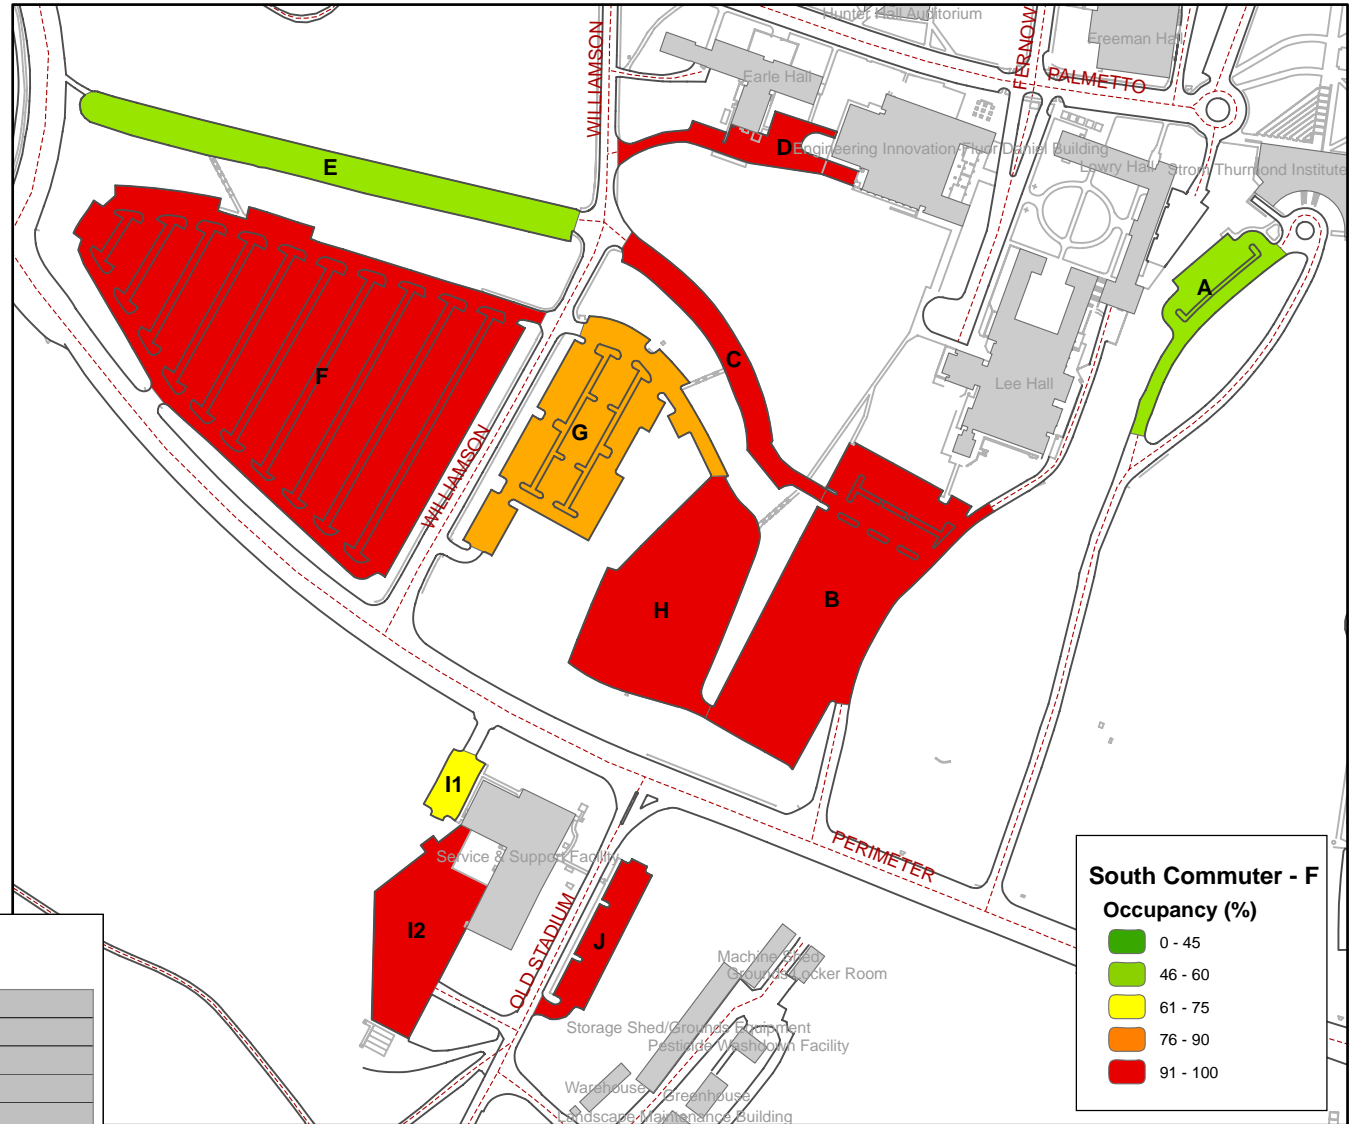 Hunter Hall Auditorium
Freeman Hall
FERNOW
WILLIAMSON
Earle Hall
PALMETTO
D
Engineering Innovation
Fluor Daniel Building
Lowry Hall
Strom Thurmond Institute
E
A
C
F
Lee Hall
G
WILLIAMSON
H
B
I1
PERIMETER
Service & Support Facility
South Commuter - F
Occupancy (%)
0 - 45
46 - 60
61 - 75
76 - 90
91 - 100
I2
J
OLD STADIUM
Machine Shed
Grounds Locker Room
Storage Shed/Grounds Equipment
Pesticide Washdown Facility
Warehouse
Greenhouse
Landscape Maintenance Building